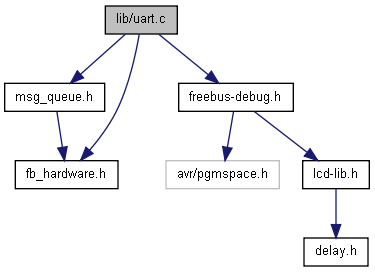 lib/uart.c
msg_queue.h
freebus-debug.h
fb_hardware.h
avr/pgmspace.h
lcd-lib.h
delay.h